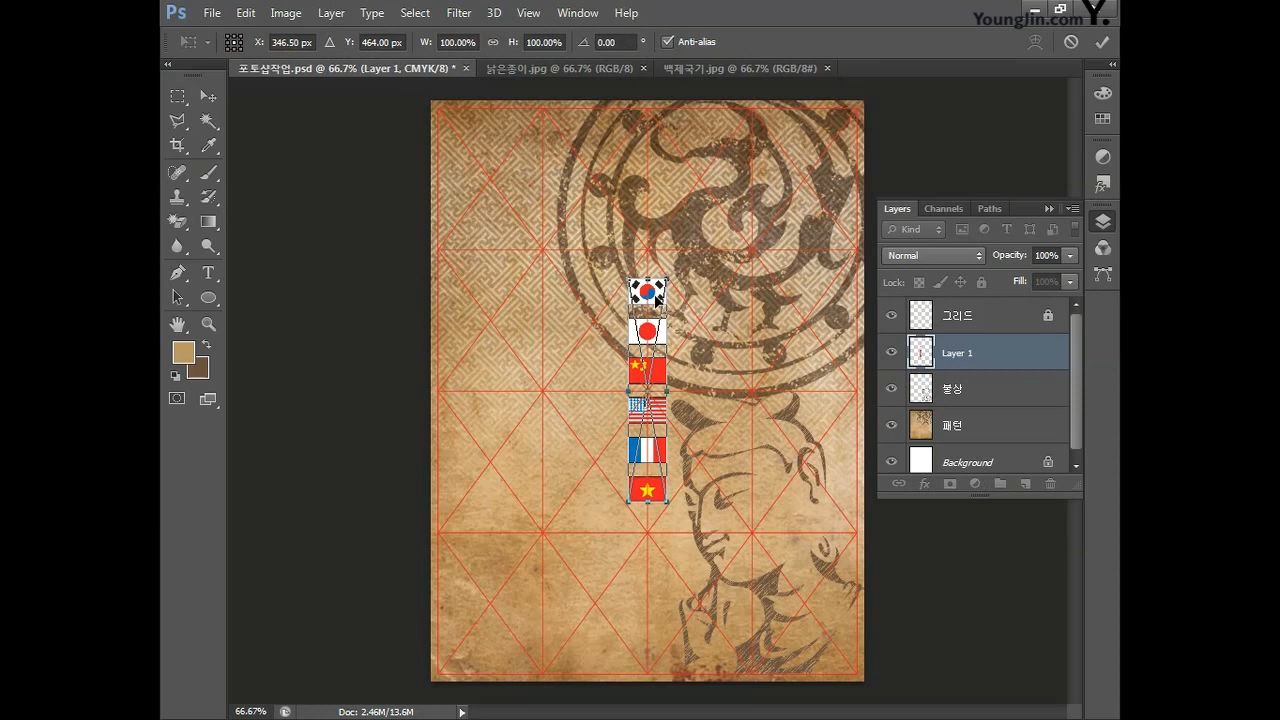 Ps File Edit Image Layer Type Select Filter 3D View Window Help
YoungJin.com Y.
X: 346.50 px Y: 464.00 px W: 100.00% H: 100.00% 0.00 ° Anti-alias
포토샵작업.psd @ 66.7% (Layer 1, CMYK/8) * × 낡은종이.jpg @ 66.7% (RGB/8) × 백제국기.jpg @ 66.7% (RGB/8#) ×
Layers Channels Paths
Kind
Normal Opacity: 100%
Lock: Fill: 100%
그리드
Layer 1
불상
패턴
Background
66.67% Doc: 2.46M/13.6M